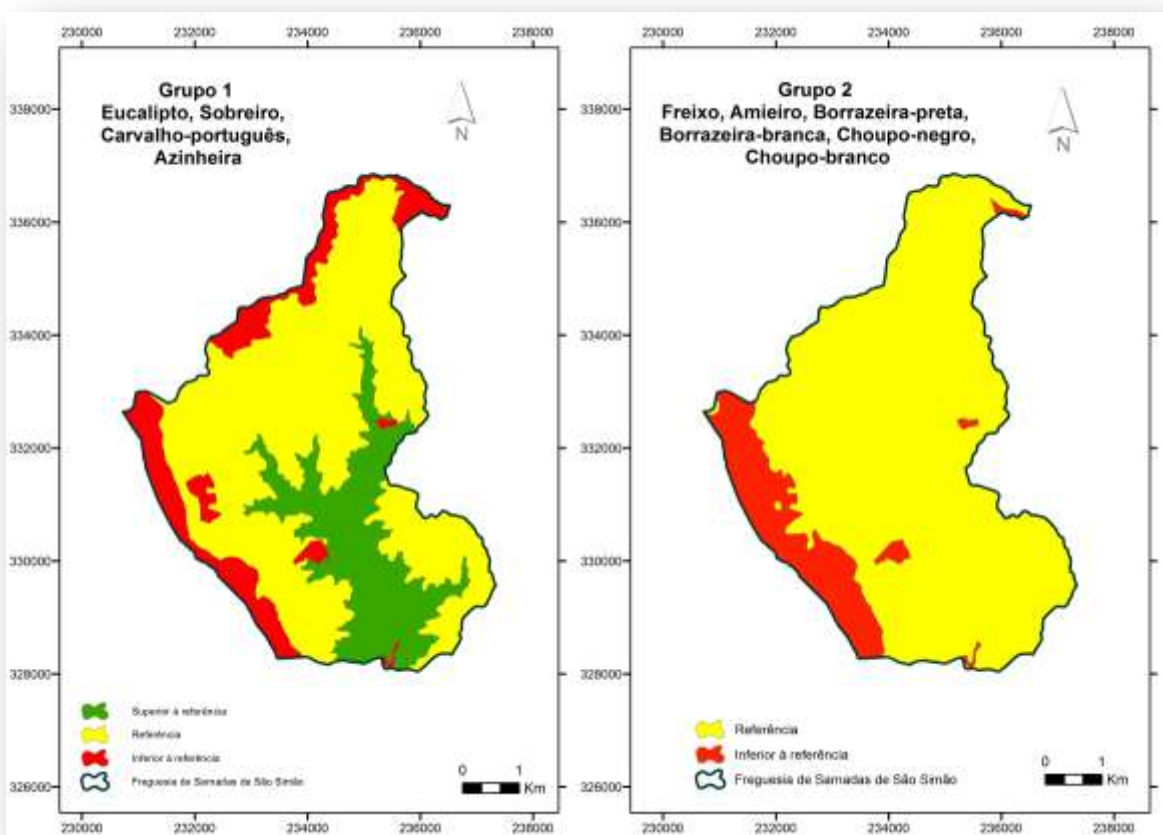 230000 232000 234000 236000 238000
338000
336000
334000
332000
330000
328000
326000
Grupo 1
Eucalipto, Sobreiro,
Carvalho-português,
Azinheira
N
Superior à referência
Referência
Inferior à referência
Freguesia de Sarnadas de São Simão
0 1
Km
230000 232000 234000 236000 238000
230000 232000 234000 236000 238000
338000
336000
334000
332000
330000
328000
326000
Grupo 2
Freixo, Amieiro, Borrazeira-preta,
Borrazeira-branca, Choupo-negro,
Choupo-branco
N
Referência
Inferior à referência
Freguesia de Sarnadas de São Simão
0 1
Km
230000 232000 234000 236000 238000